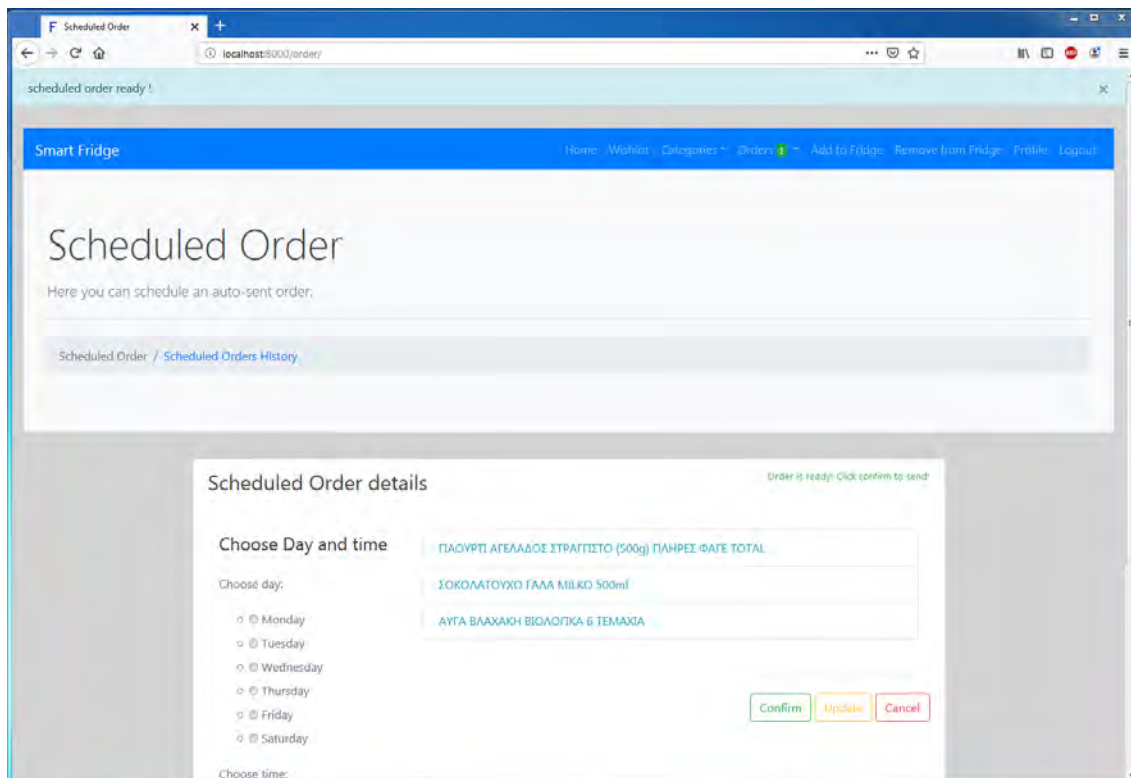 F Scheduled Order
localhost:8000/order/
scheduled order ready !
Smart Fridge
Home Wishlist Categories Orders 1 Add to Fridge Remove from Fridge Profile Logout
Scheduled Order
Here you can schedule an auto-sent order.
Scheduled Order / Scheduled Orders History
Scheduled Order details
Order is ready! Click confirm to send!
Choose Day and time
ΓΙΑΟΥΡΤΙ ΑΓΕΛΑΔΟΣ ΣΤΡΑΓΓΙΣΤΟ (500g) ΠΛΗΡΕΣ ΦΑΓΕ TOTAL
Choose day:
ΣΟΚΟΛΑΤΟΥΧΟ ΓΑΛΑ MILKO 500ml
Monday
ΑΥΓΑ ΒΛΑΧΑΚΗ ΒΙΟΛΟΓΙΚΑ 6 ΤΕΜΑΧΙΑ
Tuesday
Wednesday
Thursday
Confirm Update Cancel
Friday
Saturday
Choose time: